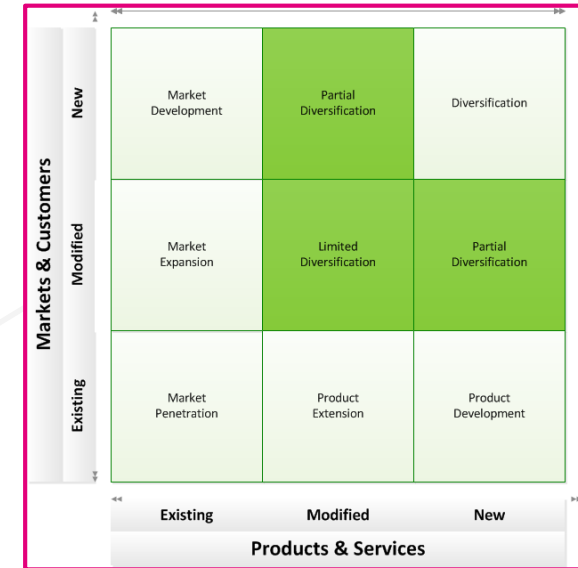 Markets & Customers
New
Market
Development
Partial
Diversification
Diversification
Modified
Market
Expansion
Limited
Diversification
Partial
Diversification
Existing
Market
Penetration
Product
Extension
Product
Development
Existing
Modified
New
Products & Services